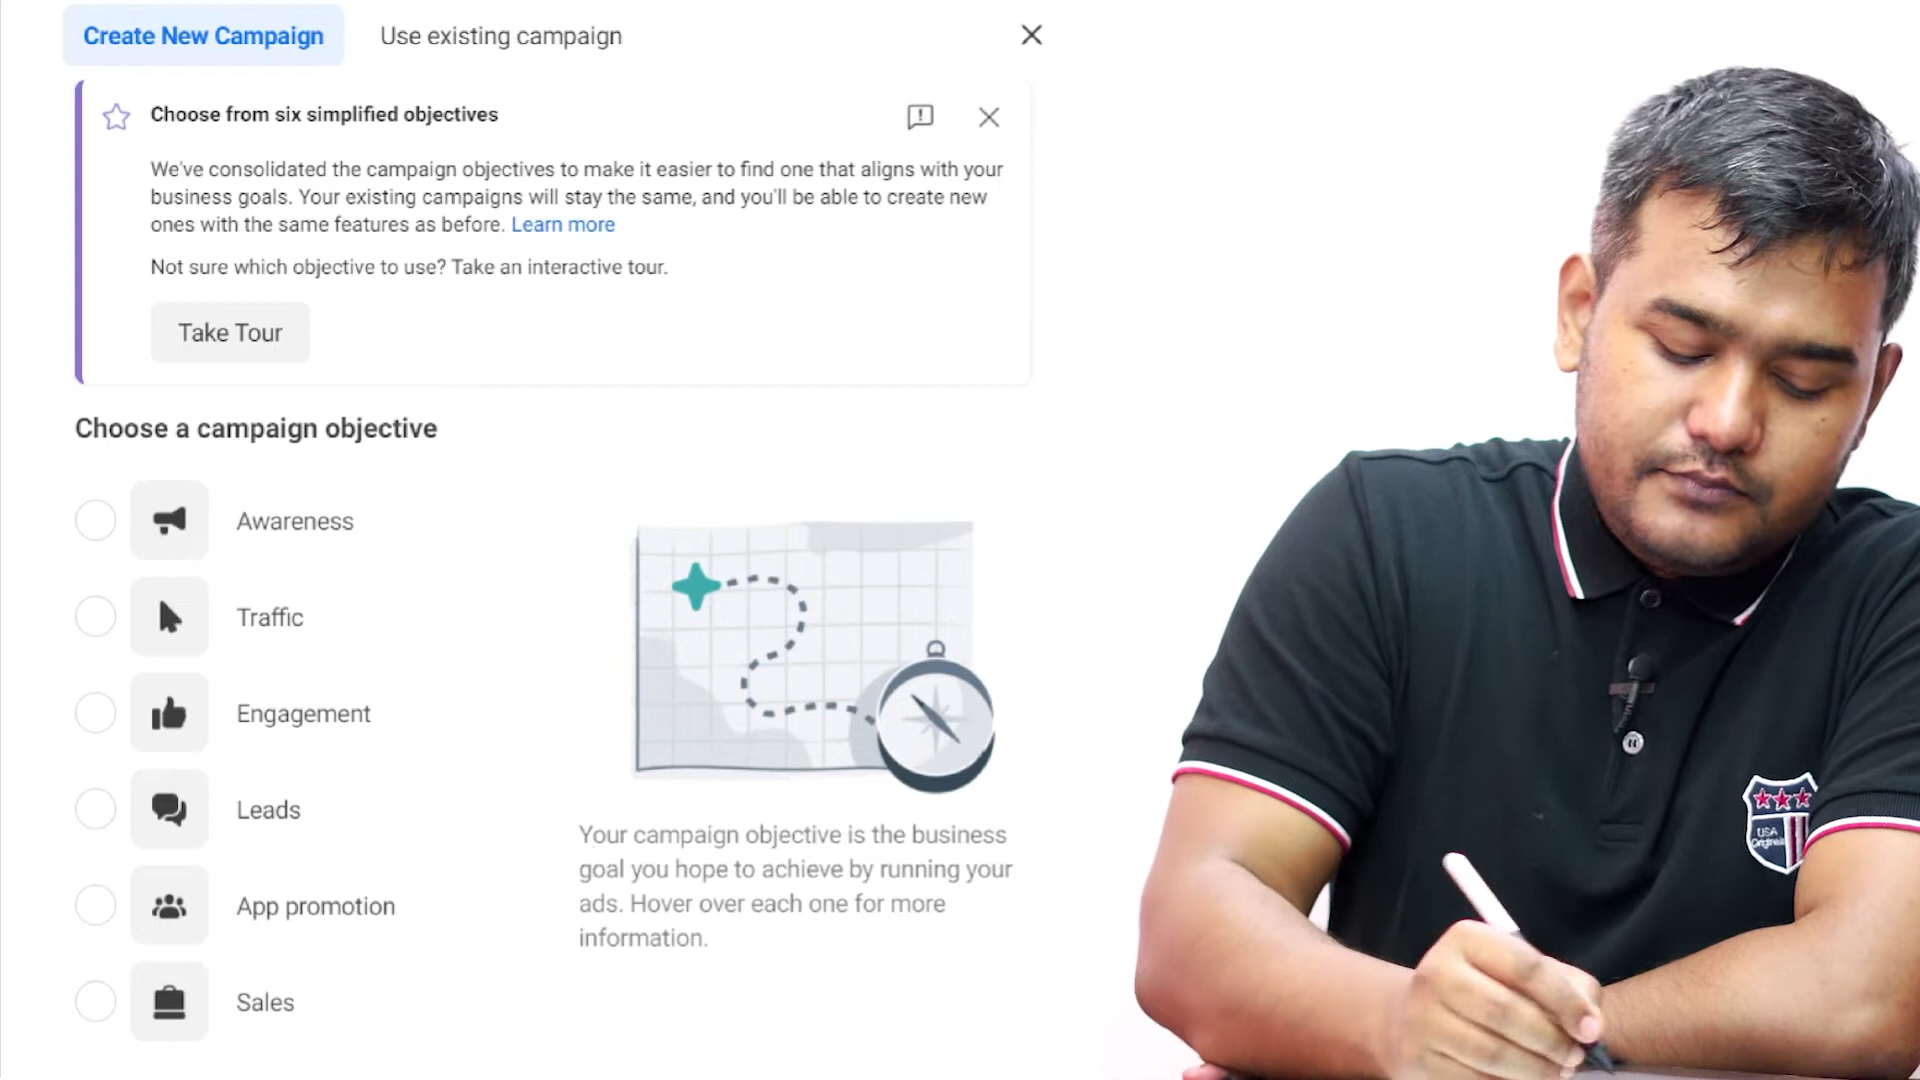 Create New Campaign
Use existing campaign
Choose from six simplified objectives
We've consolidated the campaign objectives to make it easier to find one that aligns with your
business goals. Your existing campaigns will stay the same, and you'll be able to create new
ones with the same features as before. Learn more
Not sure which objective to use? Take an interactive tour.
Take Tour
Choose a campaign objective
Awareness
Traffic
Engagement
Leads
App promotion
Sales
Your campaign objective is the business
goal you hope to achieve by running your
ads. Hover over each one for more
information.
USA
Originals